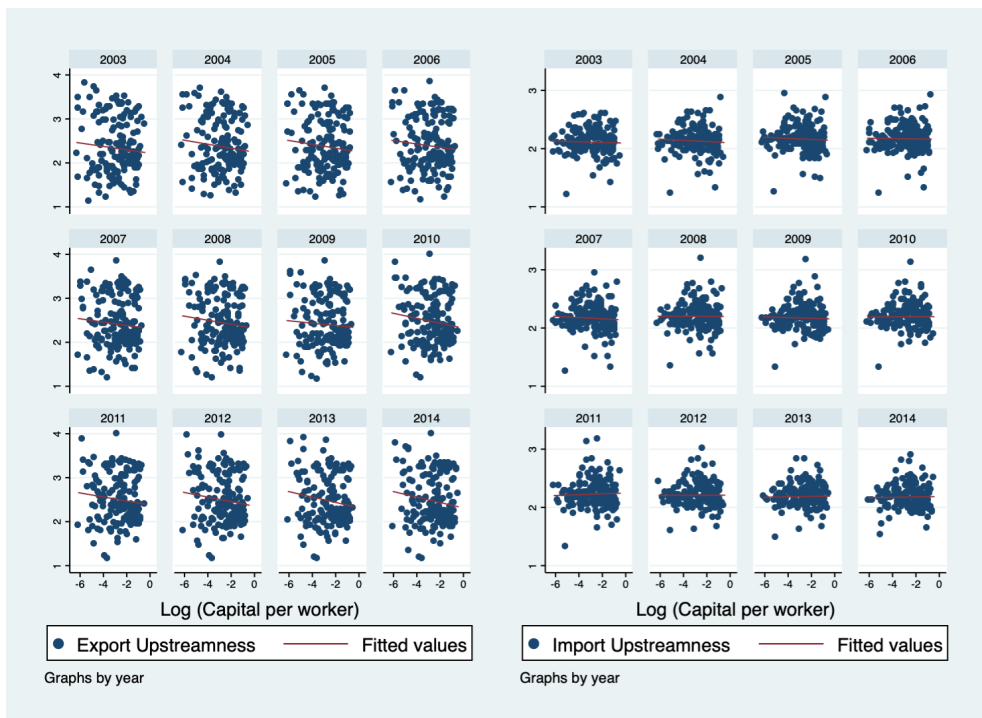 2003 2004 2005 2006
4
3
2
1
2007 2008 2009 2010
4
3
2
1
2011 2012 2013 2014
4
3
2
1
-6 -4 -2 0 -6 -4 -2 0 -6 -4 -2 0 -6 -4 -2 0
Log (Capital per worker)
Export Upstreamness Fitted values
Graphs by year
2003 2004 2005 2006
3
2
1
2007 2008 2009 2010
3
2
1
2011 2012 2013 2014
3
2
1
-6 -4 -2 0 -6 -4 -2 0 -6 -4 -2 0 -6 -4 -2 0
Log (Capital per worker)
Import Upstreamness Fitted values
Graphs by year